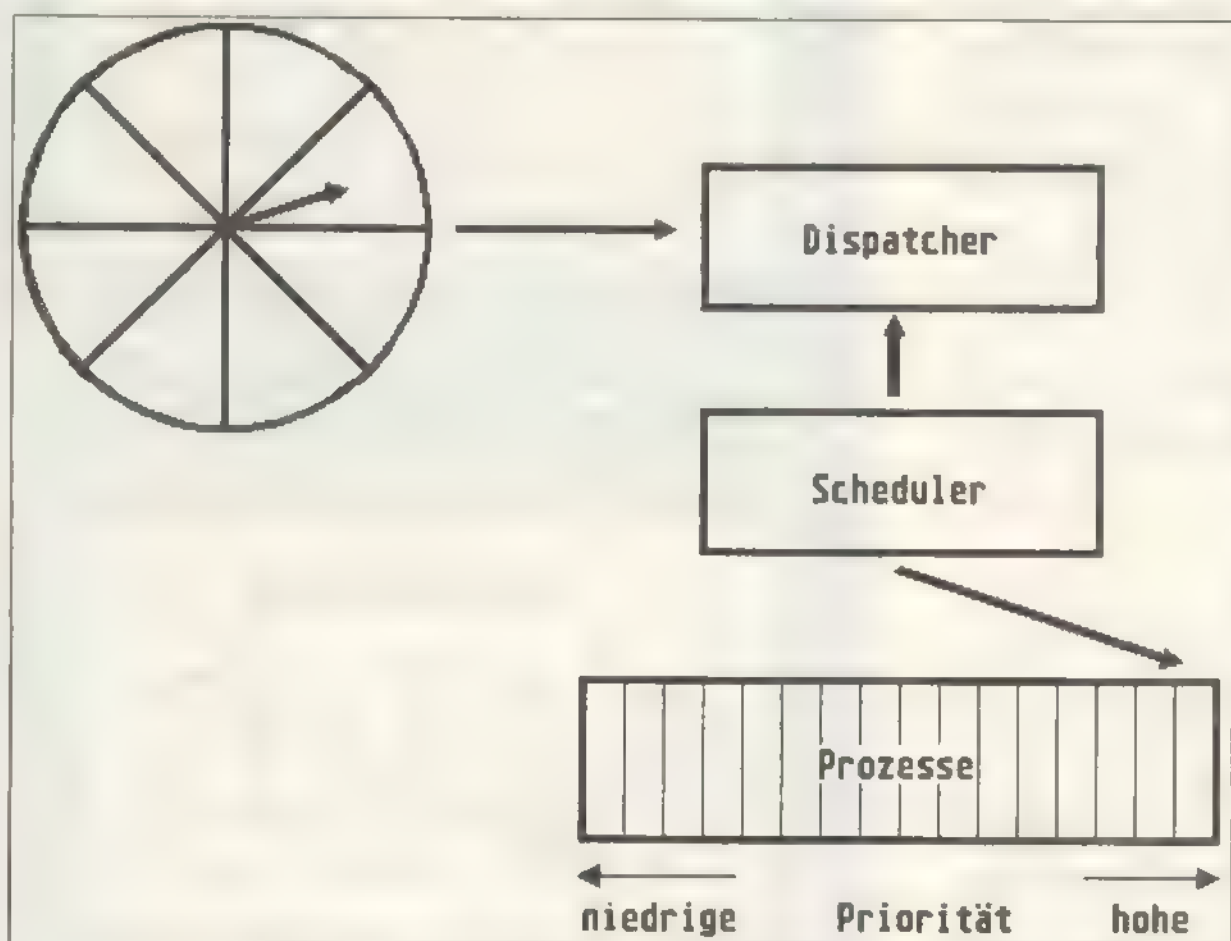 Dispatcher
Scheduler
Prozesse
niedrige Priorität hohe